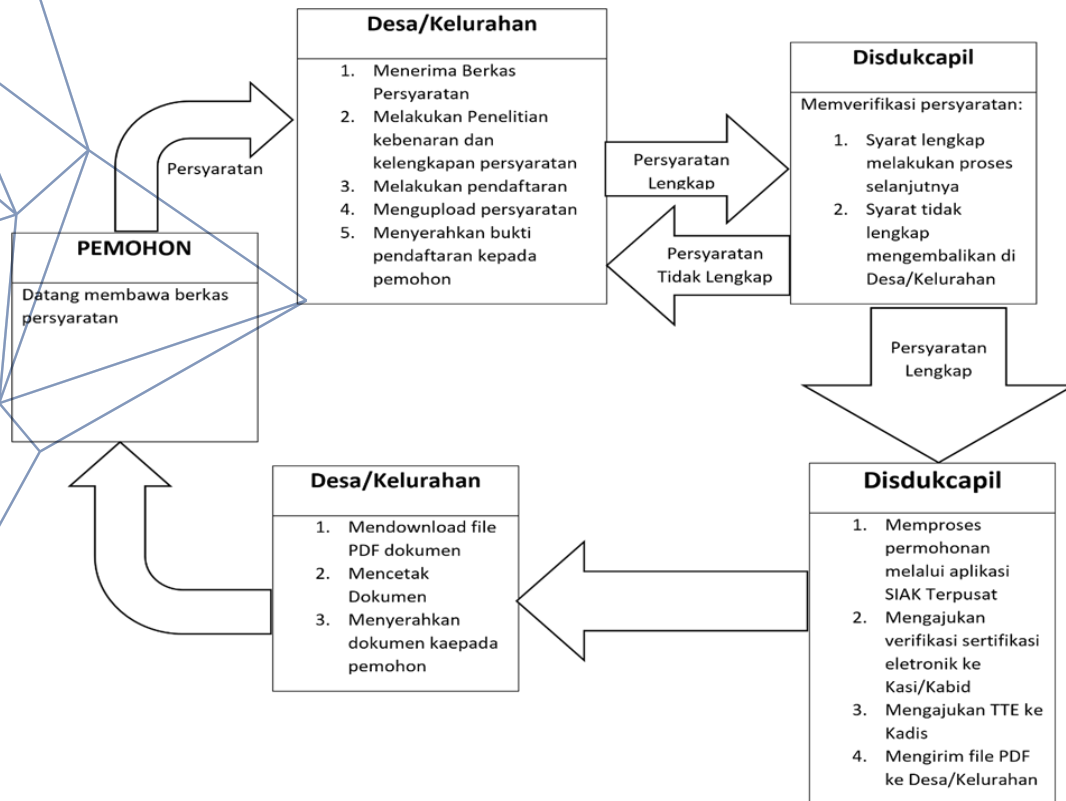 PEMOHON
Datang membawa berkas
persyaratan
Persyaratan
Desa/Kelurahan
1. Menerima Berkas
Persyaratan
2. Melakukan Penelitian
kebenaran dan
kelengkapan persyaratan
3. Melakukan pendaftaran
4. Mengupload persyaratan
5. Menyerahkan bukti
pendaftaran kepada
pemohon
Persyaratan
Lengkap
Persyaratan
Tidak Lengkap
Disdukcapil
Memverifikasi persyaratan:
1. Syarat lengkap
melakukan proses
selanjutnya
2. Syarat tidak
lengkap
mengembalikan di
Desa/Kelurahan
Persyaratan
Lengkap
Disdukcapil
1. Memproses
permohonan
melalui aplikasi
SIAK Terpusat
2. Mengajukan
verifikasi sertifikasi
eletronik ke
Kasi/Kabid
3. Mengajukan TTE ke
Kadis
4. Mengirim file PDF
ke Desa/Kelurahan
Desa/Kelurahan
1. Mendownload file
PDF dokumen
2. Mencetak
Dokumen
3. Menyerahkan
dokumen kaepada
pemohon